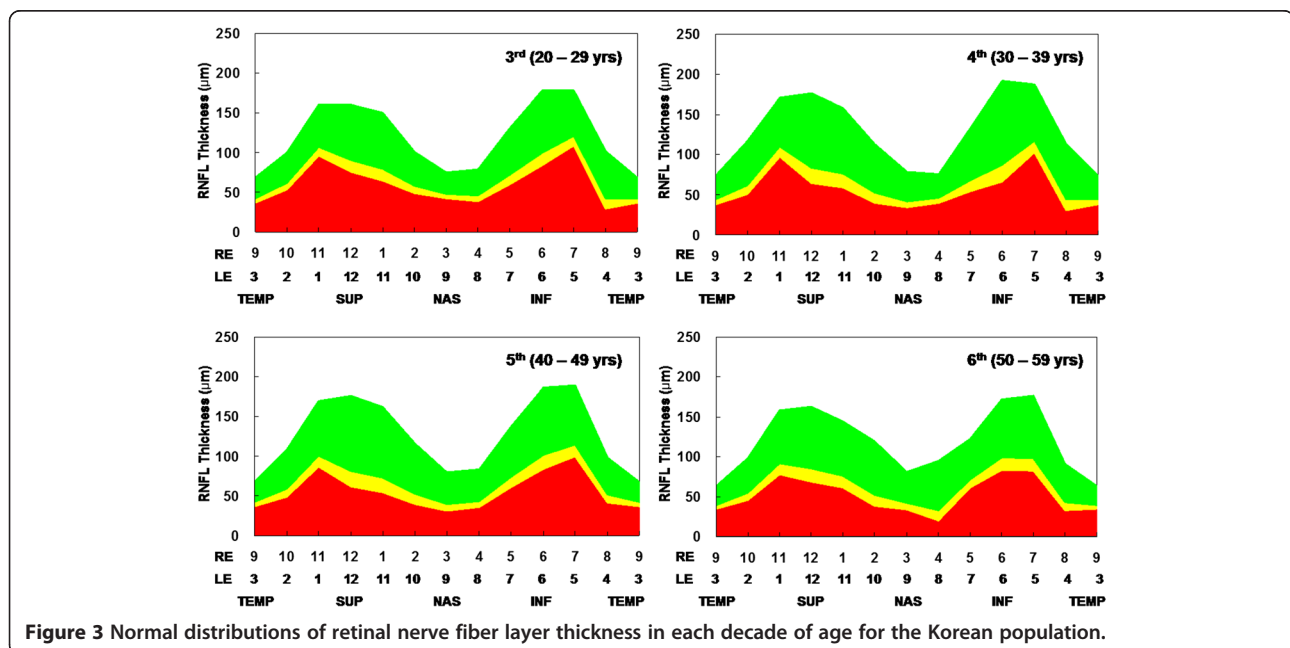 250
200
150
100
50
0
RNFL Thickness (μm)
3rd (20 – 29 yrs)
RE 9 10 11 12 1 2 3 4 5 6 7 8 9
LE 3 2 1 12 11 10 9 8 7 6 5 4 3
TEMP SUP NAS INF TEMP
250
200
150
100
50
0
RNFL Thickness (μm)
4th (30 – 39 yrs)
RE 9 10 11 12 1 2 3 4 5 6 7 8 9
LE 3 2 1 12 11 10 9 8 7 6 5 4 3
TEMP SUP NAS INF TEMP
250
200
150
100
50
0
RNFL Thickness (μm)
5th (40 – 49 yrs)
RE 9 10 11 12 1 2 3 4 5 6 7 8 9
LE 3 2 1 12 11 10 9 8 7 6 5 4 3
TEMP SUP NAS INF TEMP
250
200
150
100
50
0
RNFL Thickness (μm)
6th (50 – 59 yrs)
RE 9 10 11 12 1 2 3 4 5 6 7 8 9
LE 3 2 1 12 11 10 9 8 7 6 5 4 3
TEMP SUP NAS INF TEMP
Figure 3 Normal distributions of retinal nerve fiber layer thickness in each decade of age for the Korean population.